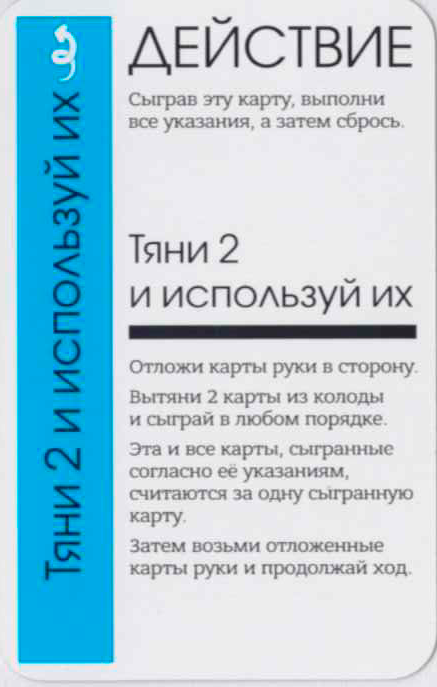 Тяни 2 и используй их
ДЕЙСТВИЕ
Сыграв эту карту, выполни
все указания, а затем сбрось.
Тяни 2
и используй их
Отложи карты руки в сторону.
Вытяни 2 карты из колоды
и сыграй в любом порядке.
Эта и все карты, сыгранные
согласно её указаниям,
считаются за одну сыгранную
карту.
Затем возьми отложенные
карты руки и продолжай ход.